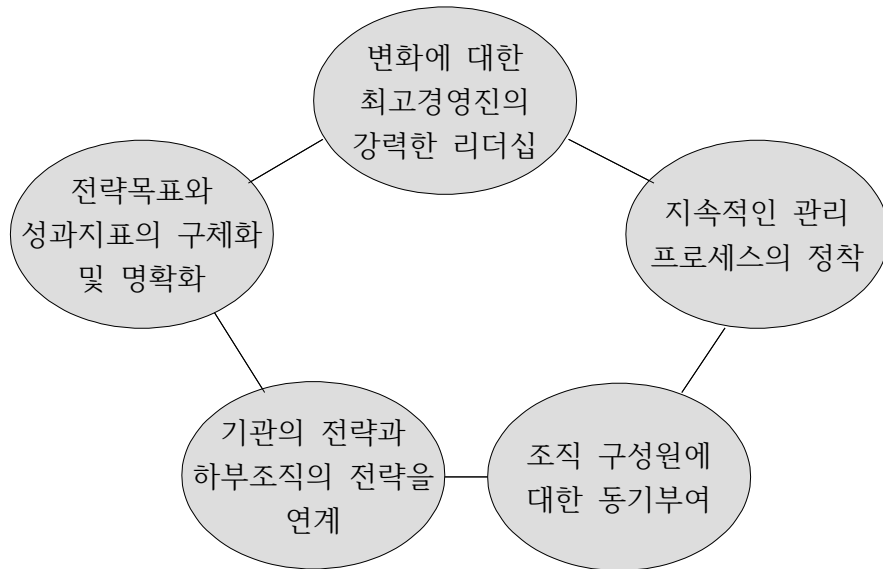 변화에 대한
최고경영진의
강력한 리더십
전략목표와
성과지표의 구체화
및 명확화
지속적인 관리
프로세스의 정착
기관의 전략과
하부조직의 전략을
연계
조직 구성원에
대한 동기부여